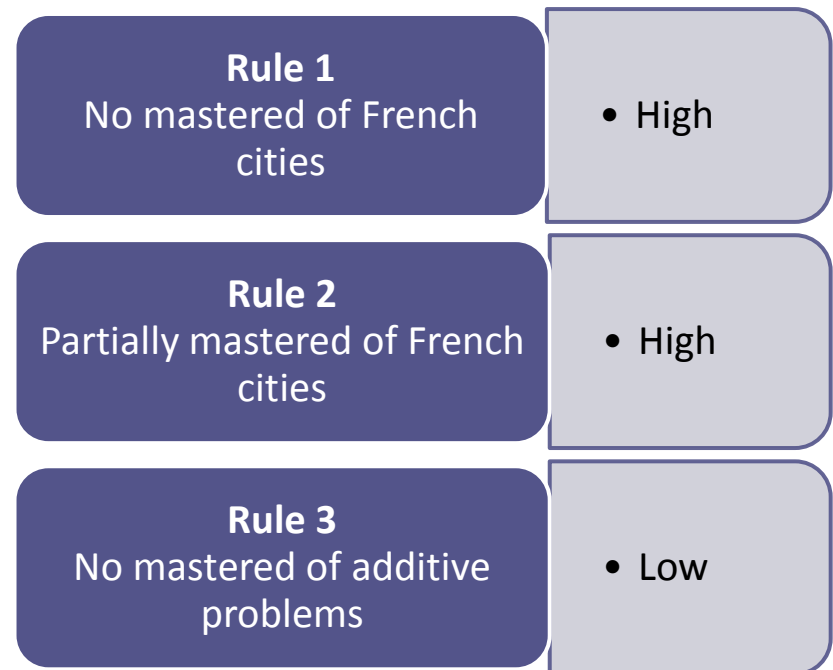 Rule 1
No mastered of French
cities
• High
Rule 2
Partially mastered of French
cities
• High
Rule 3
No mastered of additive
problems
• Low